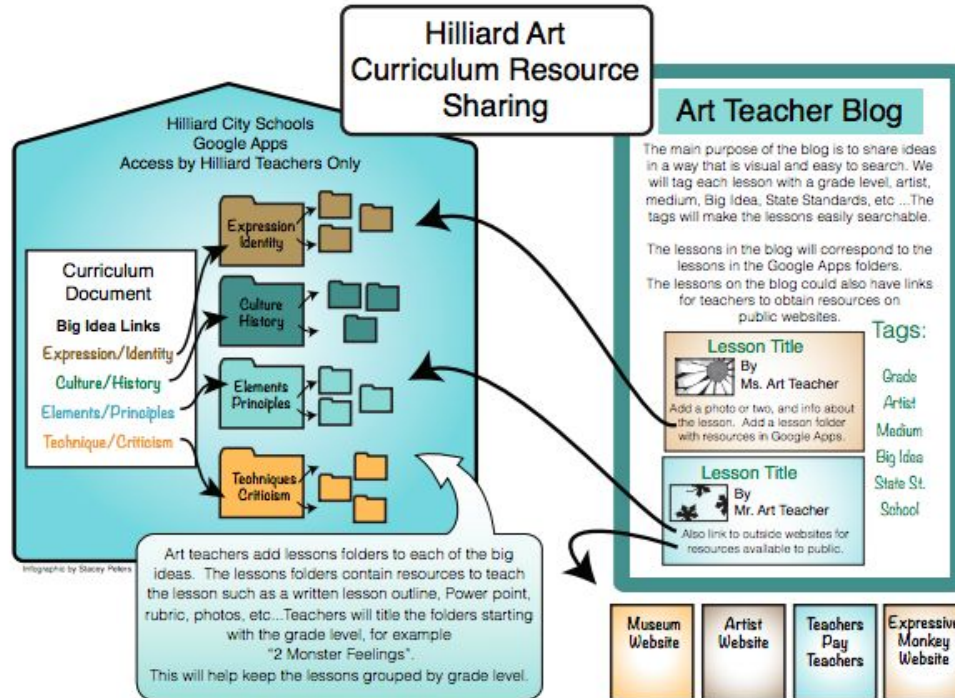 Hilliard Art
Curriculum Resource
Sharing
Hilliard City Schools
Google Apps
Access by Hilliard Teachers Only
Curriculum
Document
Big Idea Links
Expression/Identity
Culture/History
Elements/Principles
Technique/Criticism
Expression
Identity
Culture
History
Elements
Principles
Techniques
Criticism
Infographic by Stacey Peters
Art teachers add lessons folders to each of the big
ideas. The lessons folders contain resources to teach
the lesson such as a written lesson outline, Power point,
rubric, photos, etc...Teachers will title the folders starting
with the grade level, for example
"2 Monster Feelings".
This will help keep the lessons grouped by grade level.
Art Teacher Blog
The main purpose of the blog is to share ideas
in a way that is visual and easy to search. We
will tag each lesson with a grade level, artist,
medium, Big Idea, State Standards, etc ...The
tags will make the lessons easily searchable.
The lessons in the blog will correspond to the
lessons in the Google Apps folders.
The lessons on the blog could also have links
for teachers to obtain resources on
public websites.
Lesson Title
By
Ms. Art Teacher
Add a photo or two, and info about
the lesson. Add a lesson folder
with resources in Google Apps.
Lesson Title
By
Mr. Art Teacher
Also link to outside websites for
resources available to public.
Tags:
Grade
Artist
Medium
Big Idea
State St.
School
Museum
Website
Artist
Website
Teachers
Pay
Teachers
Expressive
Monkey
Website